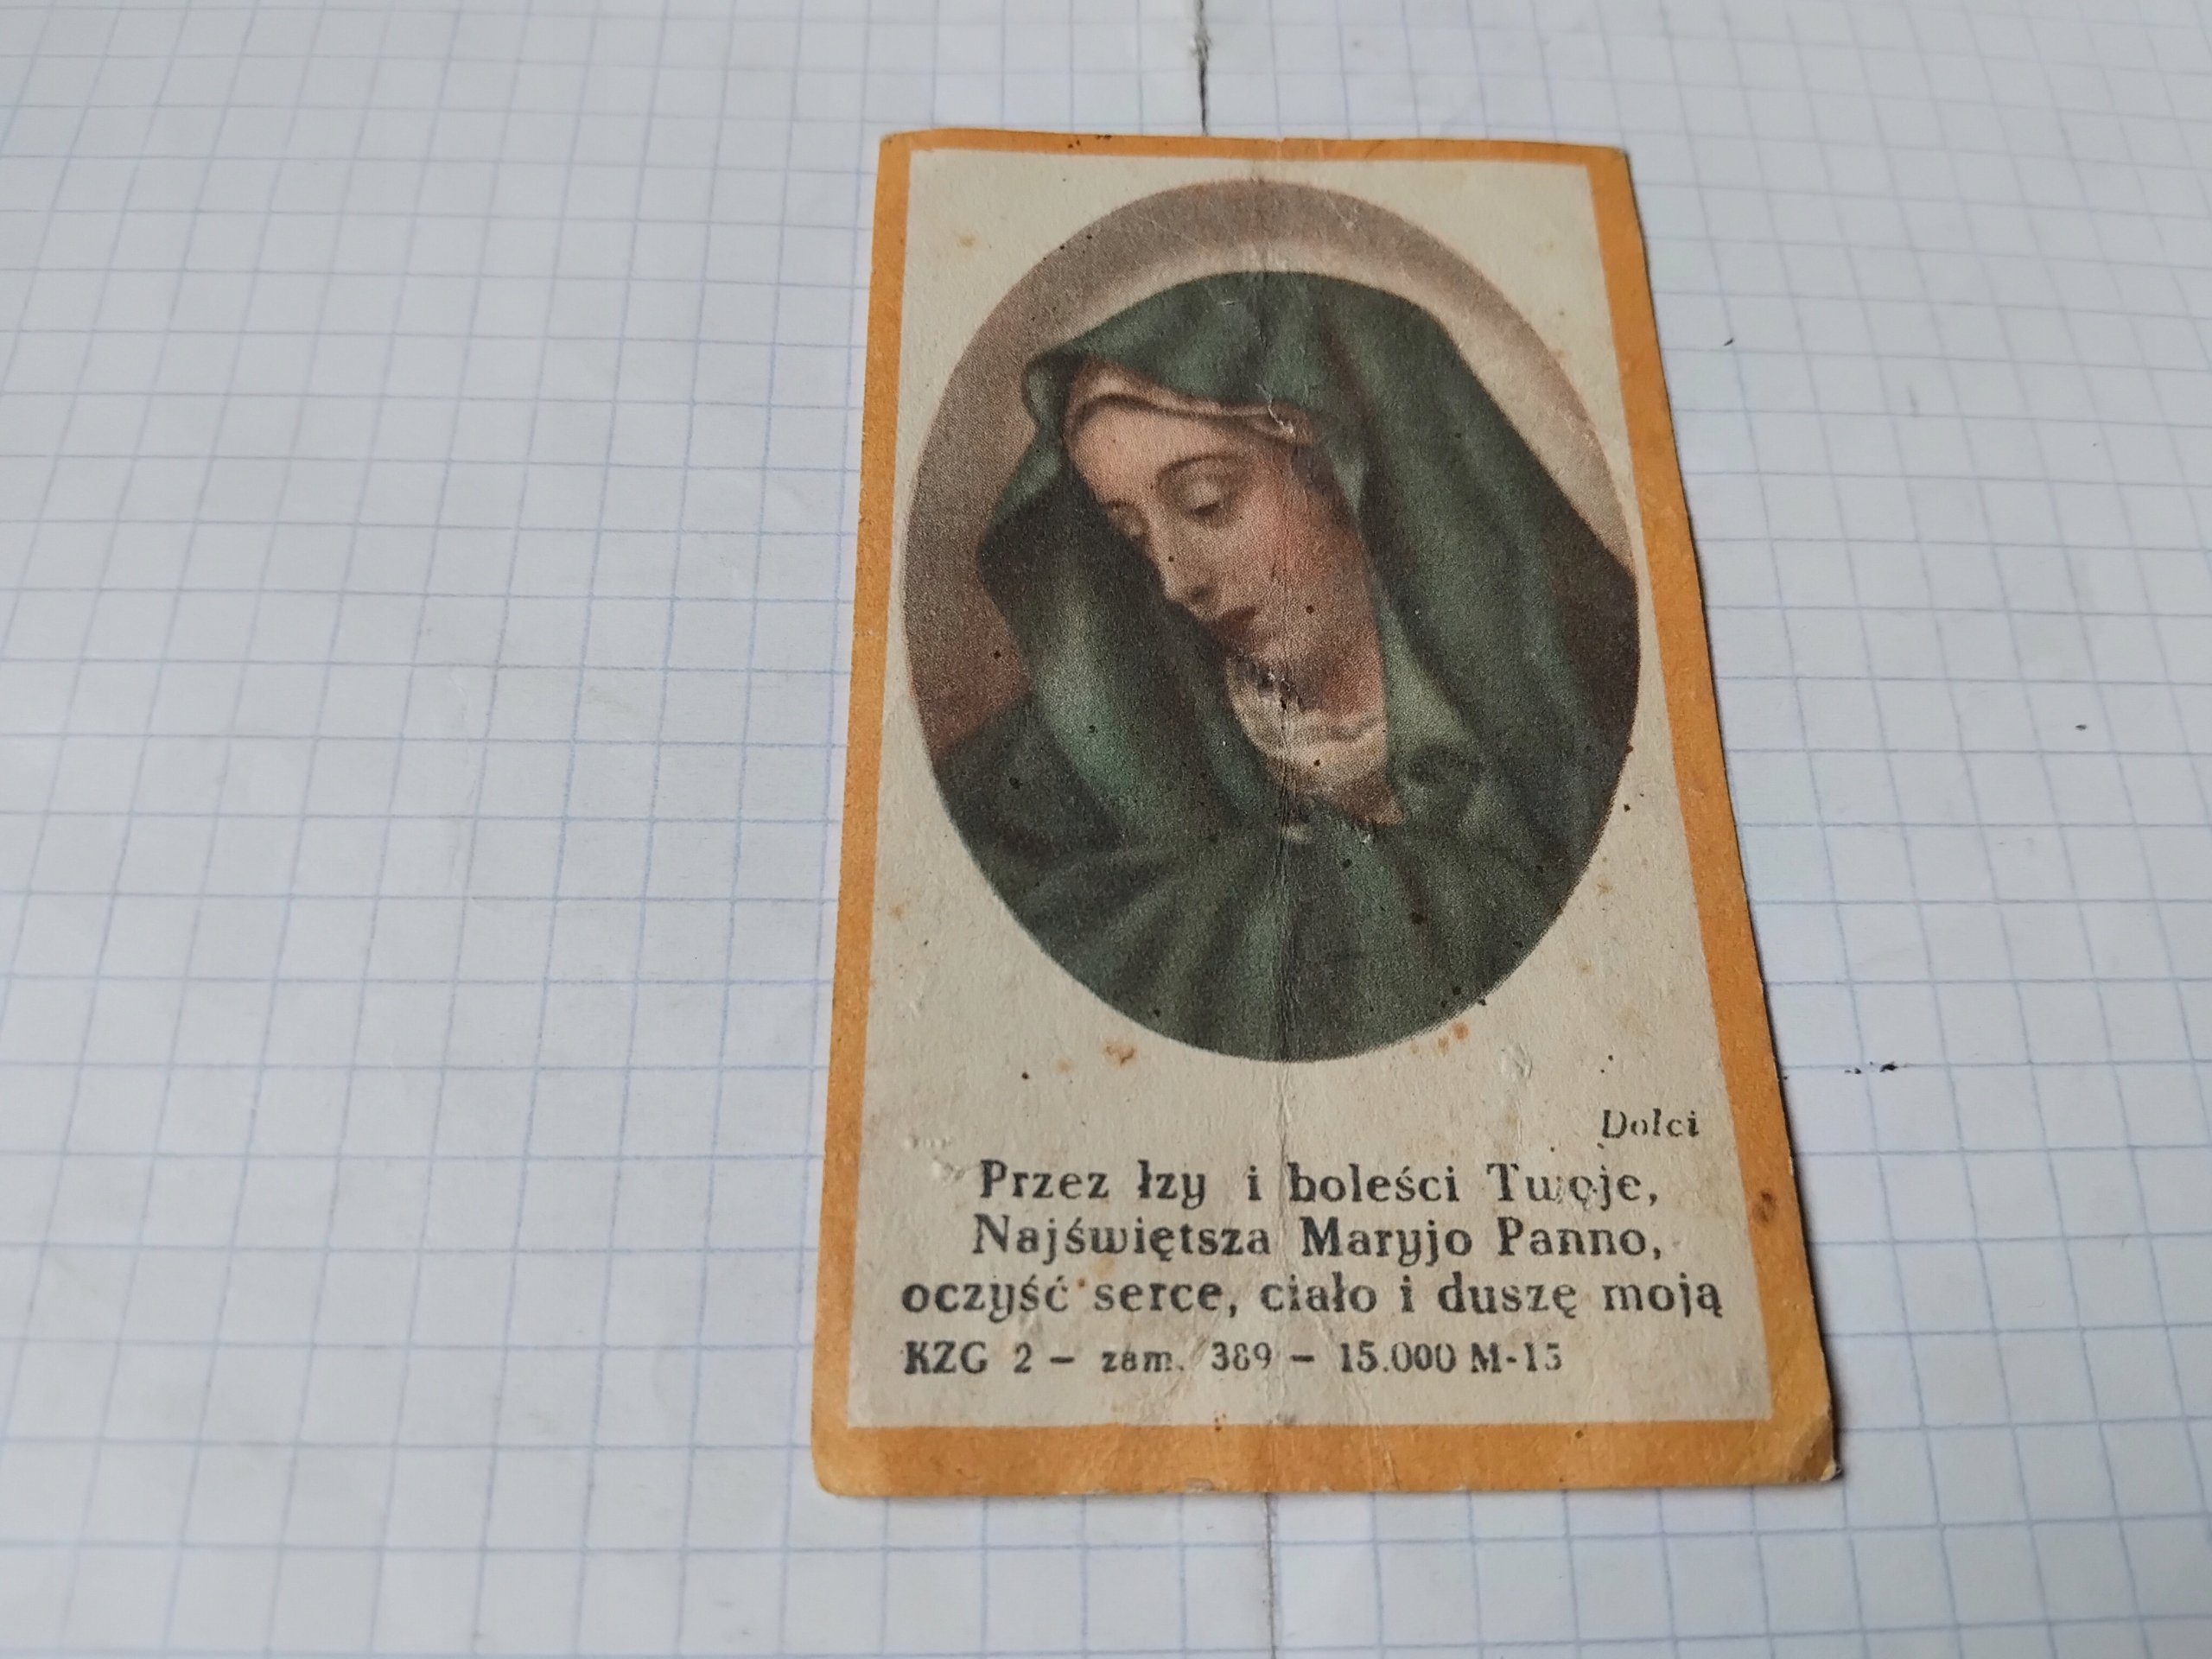 Dolci
Przez łzy i boleści Twoje,
Najświętsza Maryjo Panno,
oczyść serce, ciało i duszę moją
KZG 2 - zam. 389 - 15.000 M-15